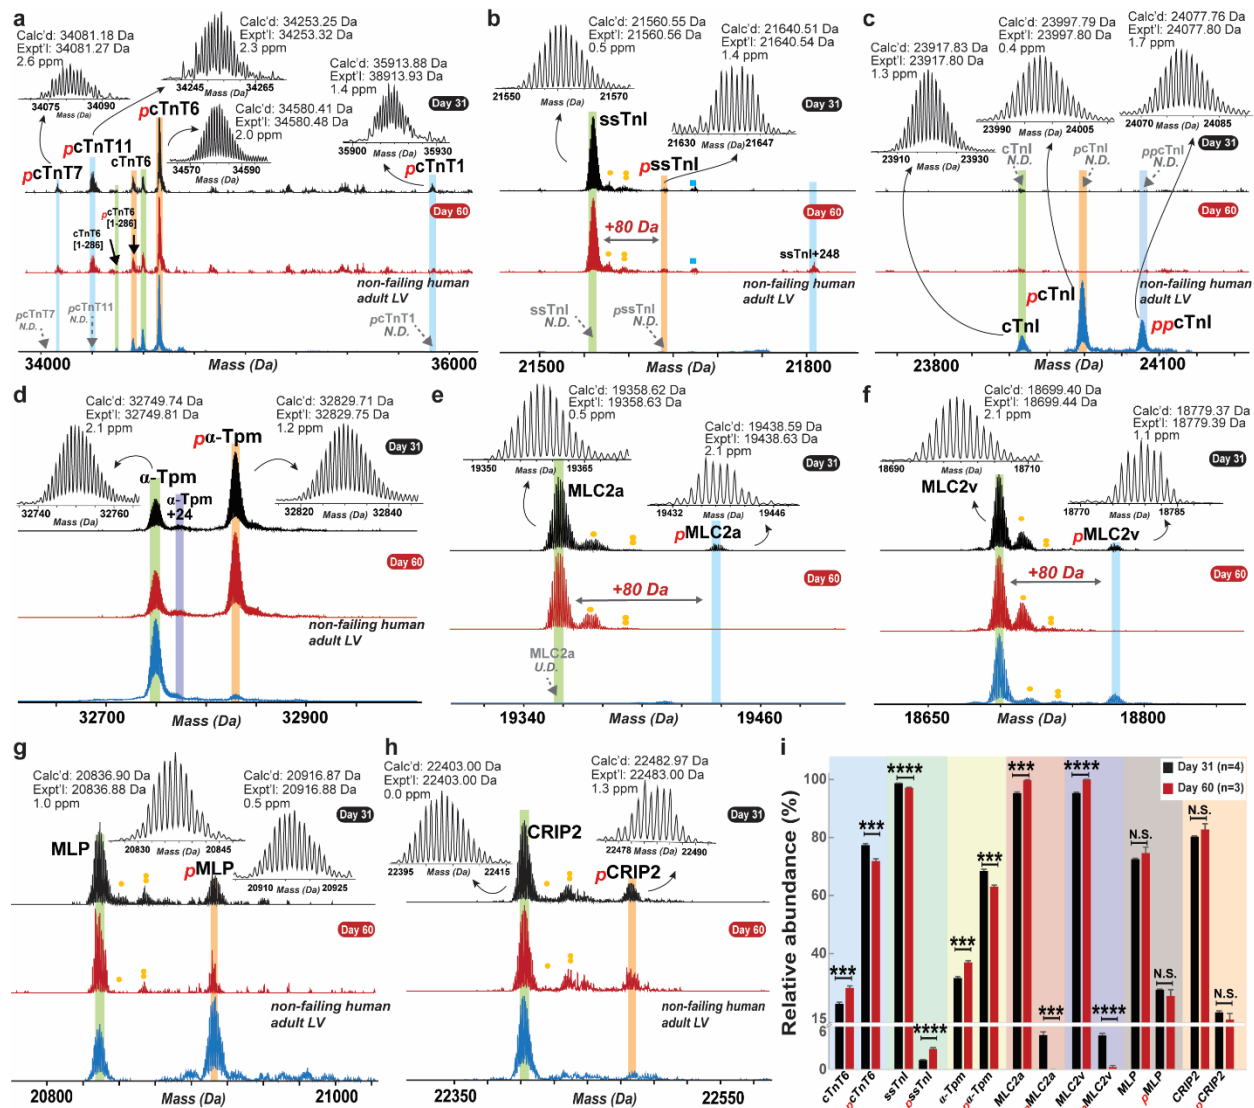 a
Calc'd: 34081.18 Da
Expt'l: 34081.27 Da
2.6 ppm
34075 34090
Mass (Da)
Calc'd: 34253.25 Da
Expt'l: 34253.32 Da
2.3 ppm
34245 34265
Mass (Da)
Calc'd: 34580.41 Da
Expt'l: 34580.48 Da
2.0 ppm
34570 34590
Mass (Da)
Calc'd: 35913.88 Da
Expt'l: 38913.93 Da
1.4 ppm
35900 35930
Mass (Da)
Day 31
pcTnT7
pcTnT11
cTnT6
pcTnT6
pcTnT1
Day 60
cTnT6
[1-286]
pcTnT6
[1-286]
non-failing human
adult LV
pcTnT7
N.D.
pcTnT11
N.D.
pcTnT1
N.D.
34000 Mass (Da) 36000
b
Calc'd: 21560.55 Da
Expt'l: 21560.56 Da
0.5 ppm
21550 21570
Mass (Da)
Calc'd: 21640.51 Da
Expt'l: 21640.54 Da
1.4 ppm
21630 21647
Mass (Da)
Day 31
ssTnI
pssTnI
Day 60
+80 Da
ssTnI+248
non-failing human
adult LV
ssTnI
N.D.
pssTnI
N.D.
21500 Mass (Da) 21800
c
Calc'd: 23917.83 Da
Expt'l: 23917.80 Da
1.3 ppm
23910 23930
Mass (Da)
Calc'd: 23997.79 Da
Expt'l: 23997.80 Da
0.4 ppm
23990 24005
Mass (Da)
Calc'd: 24077.76 Da
Expt'l: 24077.80 Da
1.7 ppm
24070 24085
Mass (Da)
Day 31
cTnI
N.D.
pcTnI
N.D.
ppcTnI
N.D.
Day 60
non-failing human
adult LV
cTnI
pcTnI
ppcTnI
23800 Mass (Da) 24100
d
Calc'd: 32749.74 Da
Expt'l: 32749.81 Da
2.1 ppm
32740 32760
Mass (Da)
Calc'd: 32829.71 Da
Expt'l: 32829.75 Da
1.2 ppm
32820 32840
Mass (Da)
Day 31
α-Tpm
α-Tpm
+24
pα-Tpm
Day 60
non-failing human
adult LV
32700 Mass (Da) 32900
e
Calc'd: 19358.62 Da
Expt'l: 19358.63 Da
0.5 ppm
19350 19365
Mass (Da)
Calc'd: 19438.59 Da
Expt'l: 19438.63 Da
2.1 ppm
19432 19446
Mass (Da)
Day 31
MLC2a
pMLC2a
Day 60
+80 Da
non-failing human
adult LV
MLC2a
U.D.
19340 Mass (Da) 19460
f
Calc'd: 18699.40 Da
Expt'l: 18699.44 Da
2.1 ppm
18690 18710
Mass (Da)
Calc'd: 18779.37 Da
Expt'l: 18779.39 Da
1.1 ppm
18770 18785
Mass (Da)
Day 31
MLC2v
pMLC2v
Day 60
+80 Da
non-failing human
adult LV
18650 Mass (Da) 18800
g
Calc'd: 20836.90 Da
Expt'l: 20836.88 Da
1.0 ppm
20830 20845
Mass (Da)
Calc'd: 20916.87 Da
Expt'l: 20916.88 Da
0.5 ppm
20910 20925
Mass (Da)
Day 31
MLP
pMLP
Day 60
non-failing human
adult LV
20800 Mass (Da) 21000
h
Calc'd: 22403.00 Da
Expt'l: 22403.00 Da
0.0 ppm
22395 22415
Mass (Da)
Calc'd: 22482.97 Da
Expt'l: 22483.00 Da
1.3 ppm
22478 22490
Mass (Da)
Day 31
CRIP2
pCRIP2
Day 60
non-failing human
adult LV
22350 Mass (Da) 22550
i
Relative abundance (%)
100
80
60
40
15
6
0
Day 31 (n=4)
Day 60 (n=3)
*** *** **** **** *** *** *** *** **** **** N.S. N.S. N.S. N.S.
cTnT6 pcTnT6 ssTnI pssTnI α-Tpm pα-Tpm MLC2a pMLC2a MLC2v pMLC2v MLP pMLP CRIP2 pCRIP2